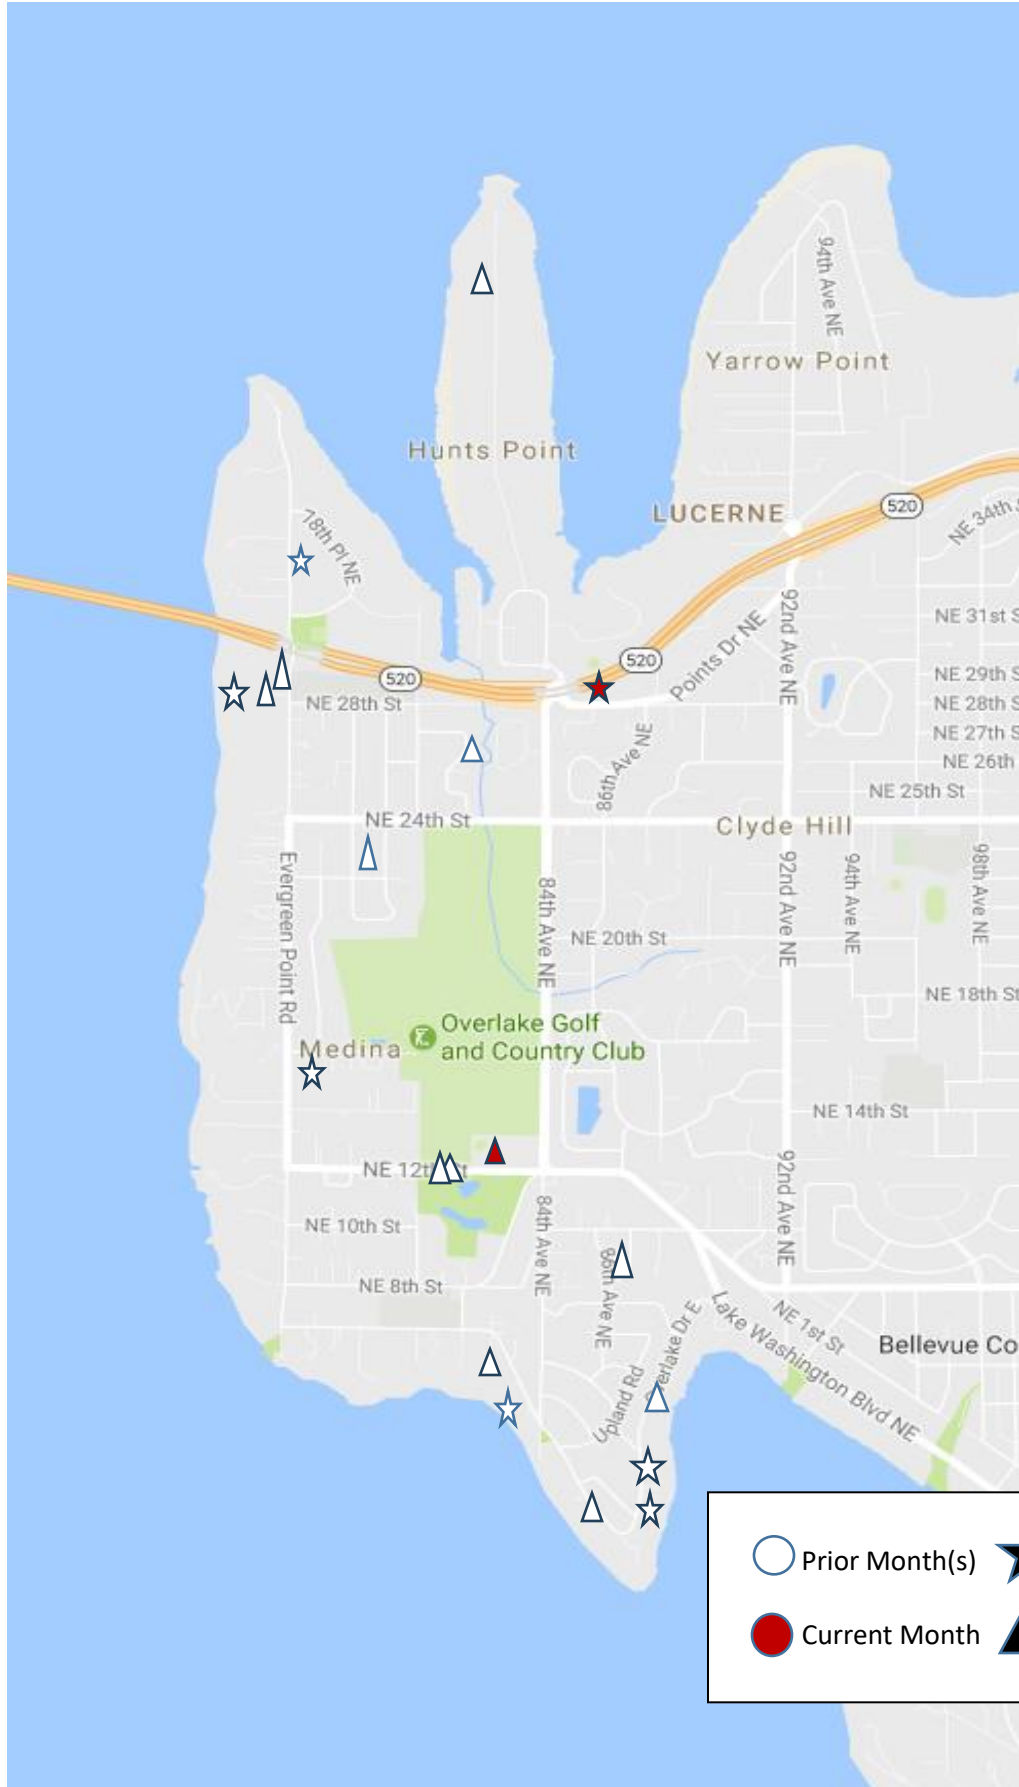 94th Ave NE
Yarrow Point
Hunts Point
LUCERNE
520
NE 34th
78th Pl NE
92nd Ave NE
NE 31st S
Points Dr NE
520
520
NE 29th S
NE 28th St
NE 28th S
NE 27th S
86th Ave NE
NE 26th
NE 25th St
NE 24th St
Clyde Hill
Evergreen Point Rd
84th Ave NE
92nd Ave NE
94th Ave NE
98th Ave NE
NE 20th St
NE 18th St
Overlake Golf
and Country Club
Medina
NE 14th St
NE 12th St
92nd Ave NE
84th Ave NE
NE 10th St
86th Ave NE
NE 8th St
Lake Washington Blvd NE
NE 1st St
Overlake Dr E
Upland Rd
Bellevue Co
Prior Month(s)
Current Month